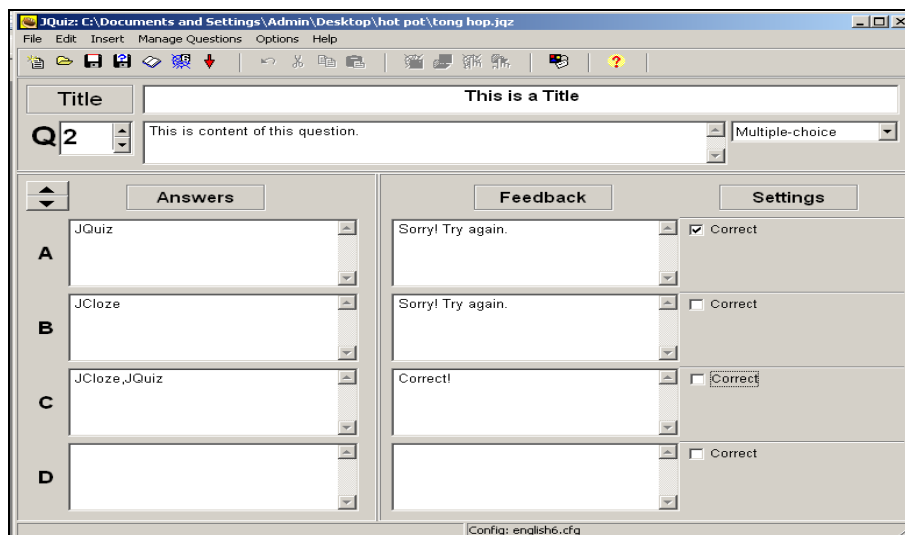 JQuiz: C:\Documents and Settings\Admin\Desktop\hot pot\tong hop.jqz
File Edit Insert Manage Questions Options Help
Title This is a Title
Q 2 This is content of this question. Multiple-choice
Answers Feedback Settings
A JQuiz Sorry! Try again. Correct
B JCloze Sorry! Try again. Correct
C JCloze,JQuiz Correct! Correct
D Correct
Config: english6.cfg